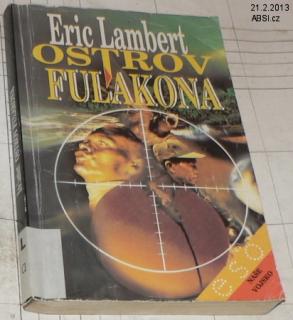 21.2.2013
ABSI.cz
Eric Lambert
OSTROV
FULAKONA
eso
NAŠE
VOJSKO